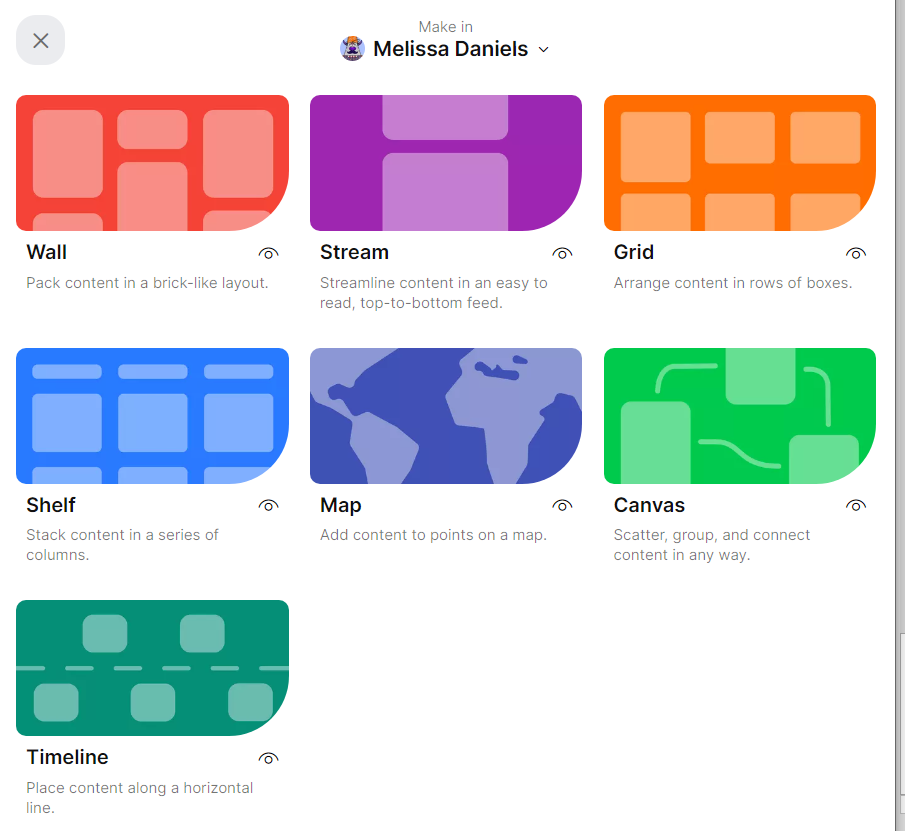 Make in
Melissa Daniels
Wall
Pack content in a brick-like layout.
Stream
Streamline content in an easy to
read, top-to-bottom feed.
Grid
Arrange content in rows of boxes.
Shelf
Stack content in a series of
columns.
Map
Add content to points on a map.
Canvas
Scatter, group, and connect
content in any way.
Timeline
Place content along a horizontal
line.